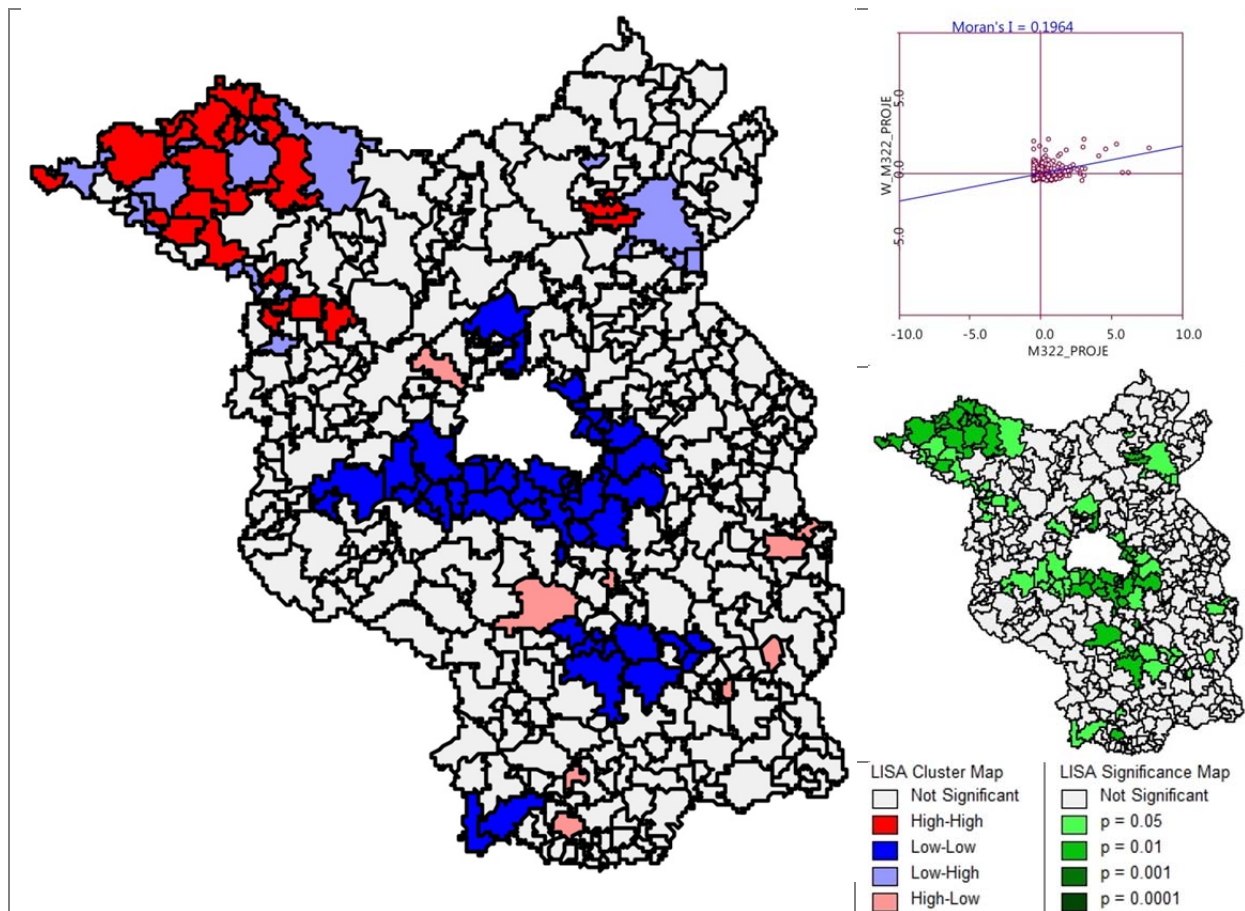 Moran's I = 0.1964
W_M322_PROJE
5.0
0.0
5.0
-10.0
-5.0
0.0
5.0
10.0
M322_PROJE
LISA Cluster Map
Not Significant
High-High
Low-Low
Low-High
High-Low
LISA Significance Map
Not Significant
p = 0.05
p = 0.01
p = 0.001
p = 0.0001